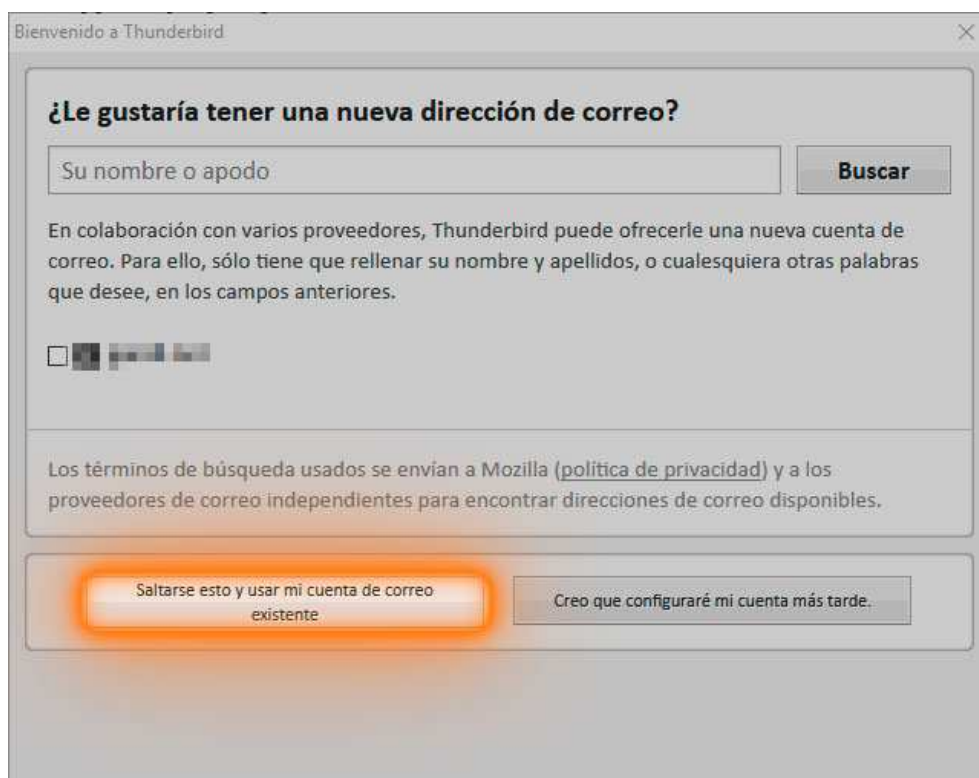 Bienvenido a Thunderbird
¿Le gustaría tener una nueva dirección de correo?
Su nombre o apodo
Buscar
En colaboración con varios proveedores, Thunderbird puede ofrecerle una nueva cuenta de
correo. Para ello, sólo tiene que rellenar su nombre y apellidos, o cualesquiera otras palabras
que desee, en los campos anteriores.
Los términos de búsqueda usados se envían a Mozilla (política de privacidad) y a los
proveedores de correo independientes para encontrar direcciones de correo disponibles.
Saltarse esto y usar mi cuenta de correo
existente
Creo que configuraré mi cuenta más tarde.